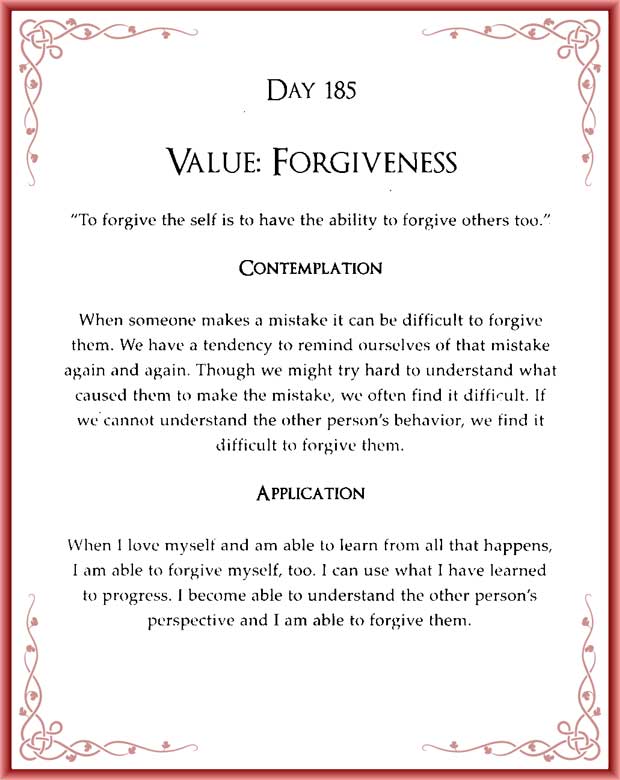 DAY 185
VALUE: FORGIVENESS
“To forgive the self is to have the ability to forgive others too.”
CONTEMPLATION
When someone makes a mistake it can be difficult to forgive
them. We have a tendency to remind ourselves of that mistake
again and again. Though we might try hard to understand what
caused them to make the mistake, we often find it difficult. If
we cannot understand the other person’s behavior, we find it
difficult to forgive them.
APPLICATION
When I love myself and am able to learn from all that happens,
I am able to forgive myself, too. I can use what I have learned
to progress. I become able to understand the other person’s
perspective and I am able to forgive them.